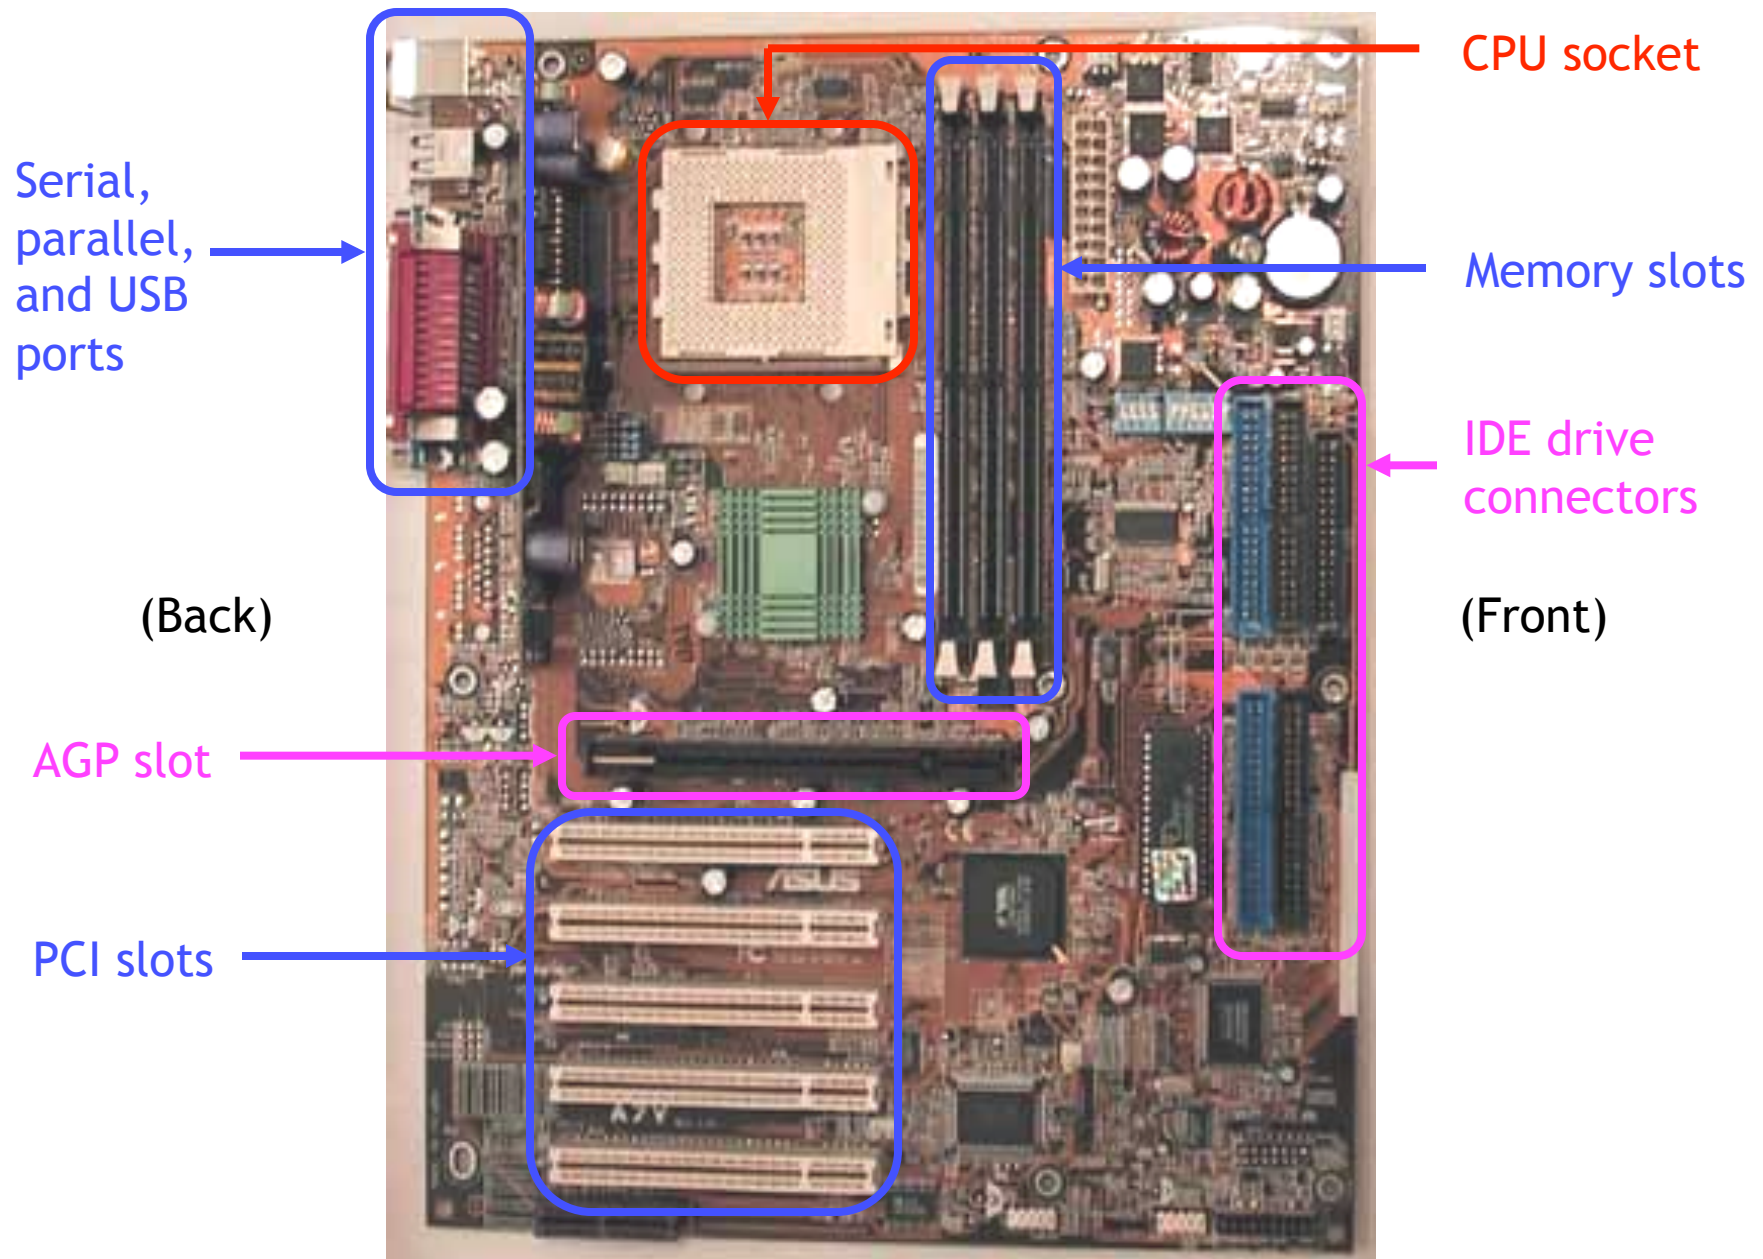 CPU socket
Serial,
parallel,
and USB
ports
Memory slots
IDE drive
connectors
(Back)
(Front)
AGP slot
ASUS
PCI slots
A7V